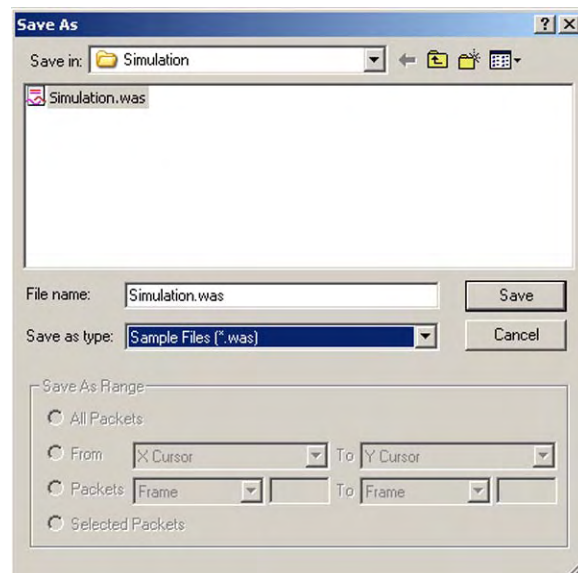 Save As
Save in: Simulation
Simulation.was
File name: Simulation.was Save
Save as type: Sample Files (*.was) Cancel
Save As Range
All Packets
From X Cursor To Y Cursor
Packets Frame To Frame
Selected Packets